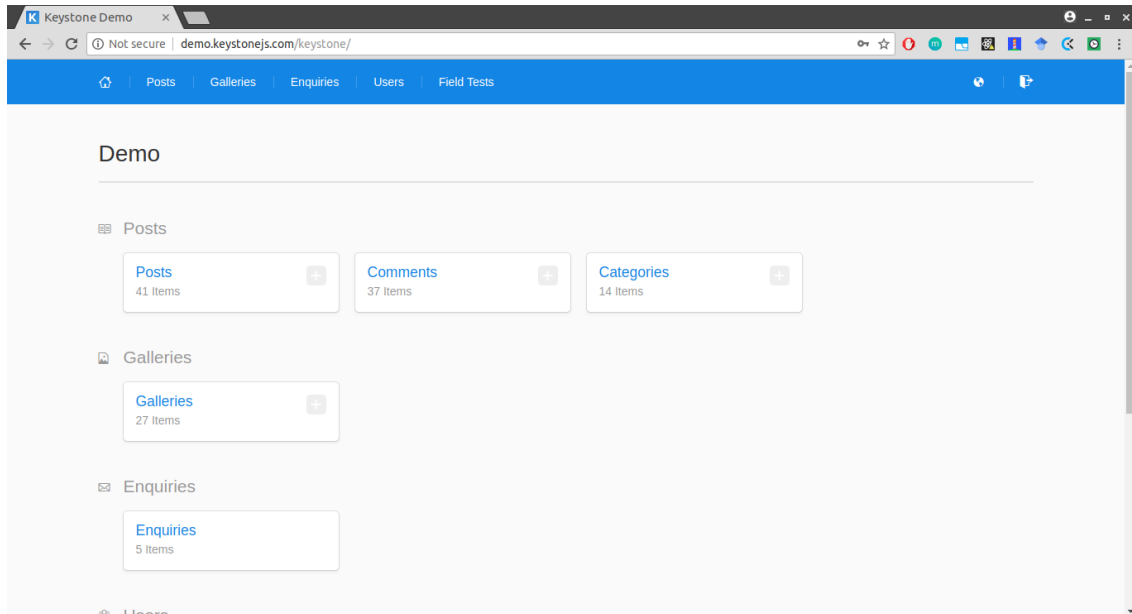 Keystone Demo
Not secure | demo.keystonejs.com/keystone/
Posts Galleries Enquiries Users Field Tests
Demo
Posts
Posts Comments Categories
41 Items 37 Items 14 Items
Galleries
Galleries
27 Items
Enquiries
Enquiries
5 Items
Users